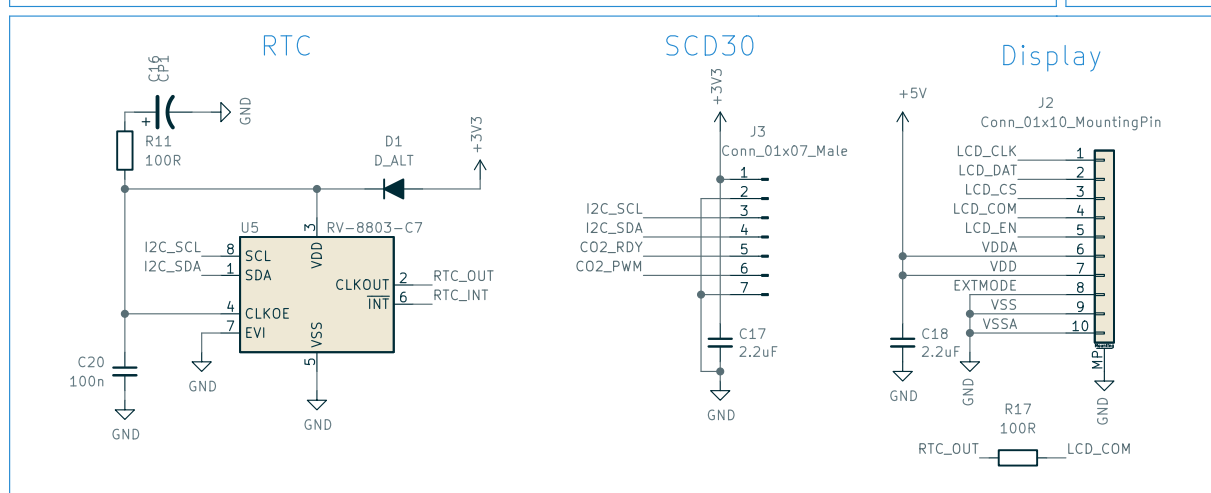 RTC
SCD30
Display
C16
CP1
GND
+
R11
100R
D1
D_ALT
+3V3
U5
RV-8803-C7
3
VDD
I2C_SCL
8
SCL
I2C_SDA
1
SDA
CLKOUT
2
RTC_OUT
INT
6
RTC_INT
4
CLKOE
7
EVI
VSS
5
C20
100n
GND
GND
GND
+3V3
J3
Conn_01x07_Male
1
2
I2C_SCL
3
I2C_SDA
4
CO2_RDY
5
CO2_PWM
6
7
C17
2.2uF
GND
+5V
J2
Conn_01x10_MountingPin
LCD_CLK
1
LCD_DAT
2
LCD_CS
3
LCD_COM
4
LCD_EN
5
VDDA
6
VDD
7
EXTMODE
8
VSS
9
VSSA
10
C18
2.2uF
MP
GND
GND
GND
R17
100R
RTC_OUT
LCD_COM